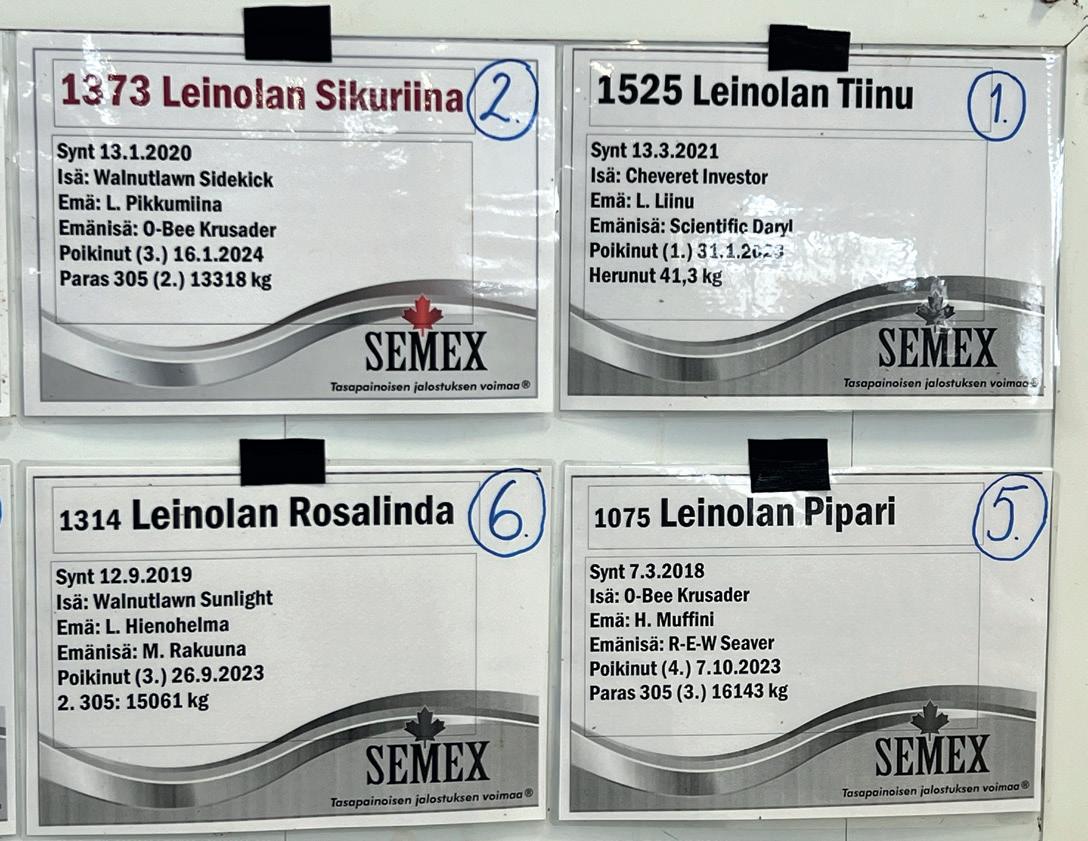 1373 Leinolan Sikuriina
2.
Synt 13.1.2020
Isä: Walnutlawn Sidekick
Emä: L. Pikkumiina
Emänisä: O-Bee Krusader
Poikinut (3.) 16.1.2024
Paras 305 (2.) 13318 kg
SEMEX
Tasapainoisen jalostuksen voimaa®
1525 Leinolan Tiinu
1.
Synt 13.3.2021
Isä: Cheveret Investor
Emä: L. Liinu
Emänisä: Scientific Daryl
Poikinut (1.)
Herunut 41,3 kg
SEMEX
Tasapainoisen jalostuksen voimaa®
1314 Leinolan Rosalinda
6.
Synt 12.9.2019
Isä: Walnutlawn Sunlight
Emä: L. Hienohelma
Emänisä: M. Rakuuna
Poikinut (3.) 26.9.2023
2. 305: 15061 kg
SEMEX
Tasapainoisen jalostuksen voimaa®
1075 Leinolan Pipari
5.
Synt 7.3.2018
Isä: O-Bee Krusader
Emä: H. Muffini
Emänisä: R-E-W Seaver
Poikinut (4.) 7.10.2023
Paras 305 (3.) 16143 kg
SEMEX
Tasapainoisen jalostuksen voimaa®